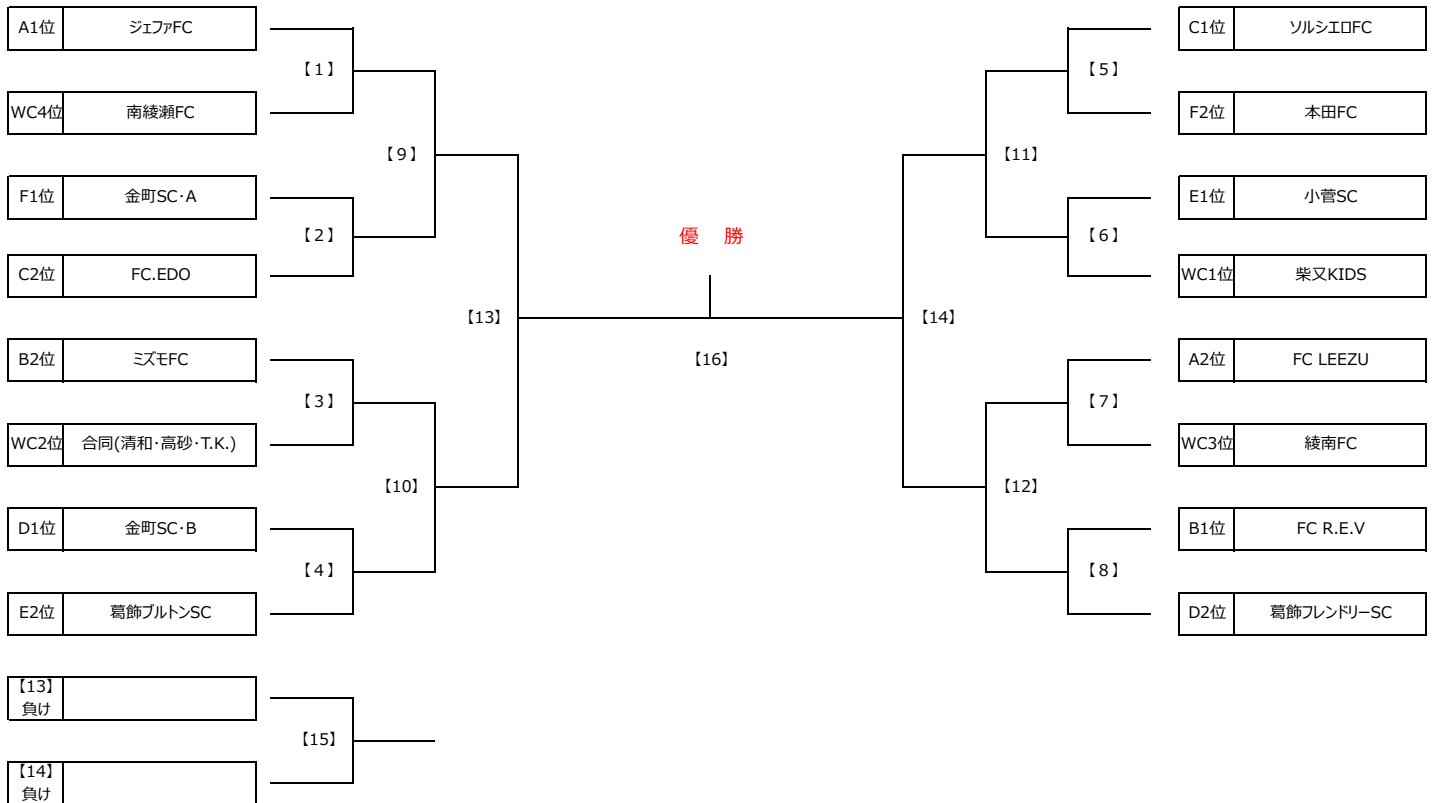 A1位 ジェファFC
【1】
WC4位 南綾瀬FC
【9】
F1位 金町SC・A
【2】
C2位 FC.EDO
【13】
B2位 ミズモFC
【3】
WC2位 合同(清和・高砂・T.K.)
【10】
D1位 金町SC・B
【4】
E2位 葛飾ブルトンSC
【13】
負け
【15】
【14】
負け
優 勝
【16】
C1位 ソルシエロFC
【5】
F2位 本田FC
【11】
E1位 小菅SC
【6】
WC1位 柴又KIDS
【14】
A2位 FC LEEZU
【7】
WC3位 綾南FC
【12】
B1位 FC R.E.V
【8】
D2位 葛飾フレンドリーSC